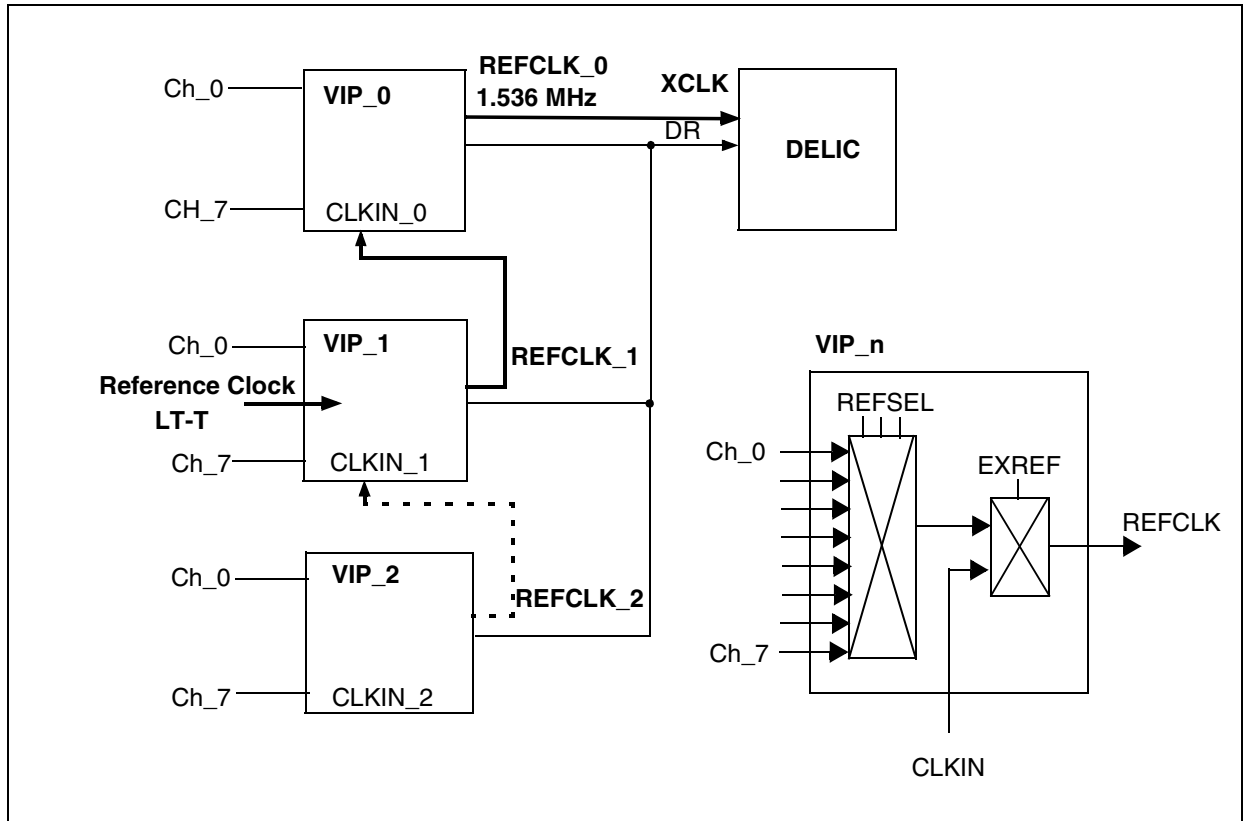 Ch_0
VIP_0
CH_7
CLKIN_0
REFCLK_0
1.536 MHz
XCLK
DR
DELIC
Ch_0
VIP_1
Reference Clock
LT-T
Ch_7
CLKIN_1
REFCLK_1
Ch_0
VIP_2
Ch_7
CLKIN_2
REFCLK_2
VIP_n
REFSEL
Ch_0
EXREF
REFCLK
Ch_7
CLKIN